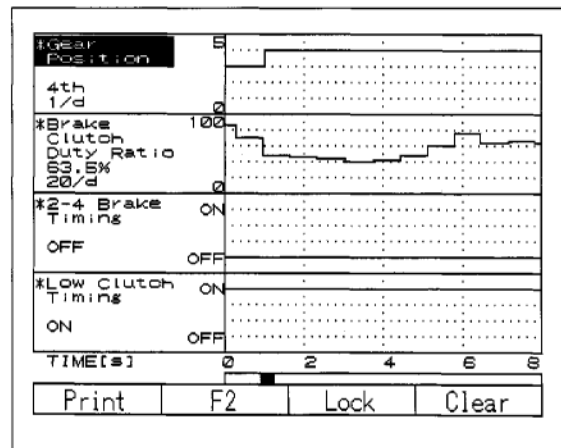 *Gear 5
Position
4th
1/d 0
*Brake 100
Clutch
Duty Ratio
63.5%
20/d 0
*2-4 Brake ON
Timing
OFF
OFF
*Low Clutch ON
Timing
ON
OFF
TIME[s] 0 2 4 6 8
Print F2 Lock Clear